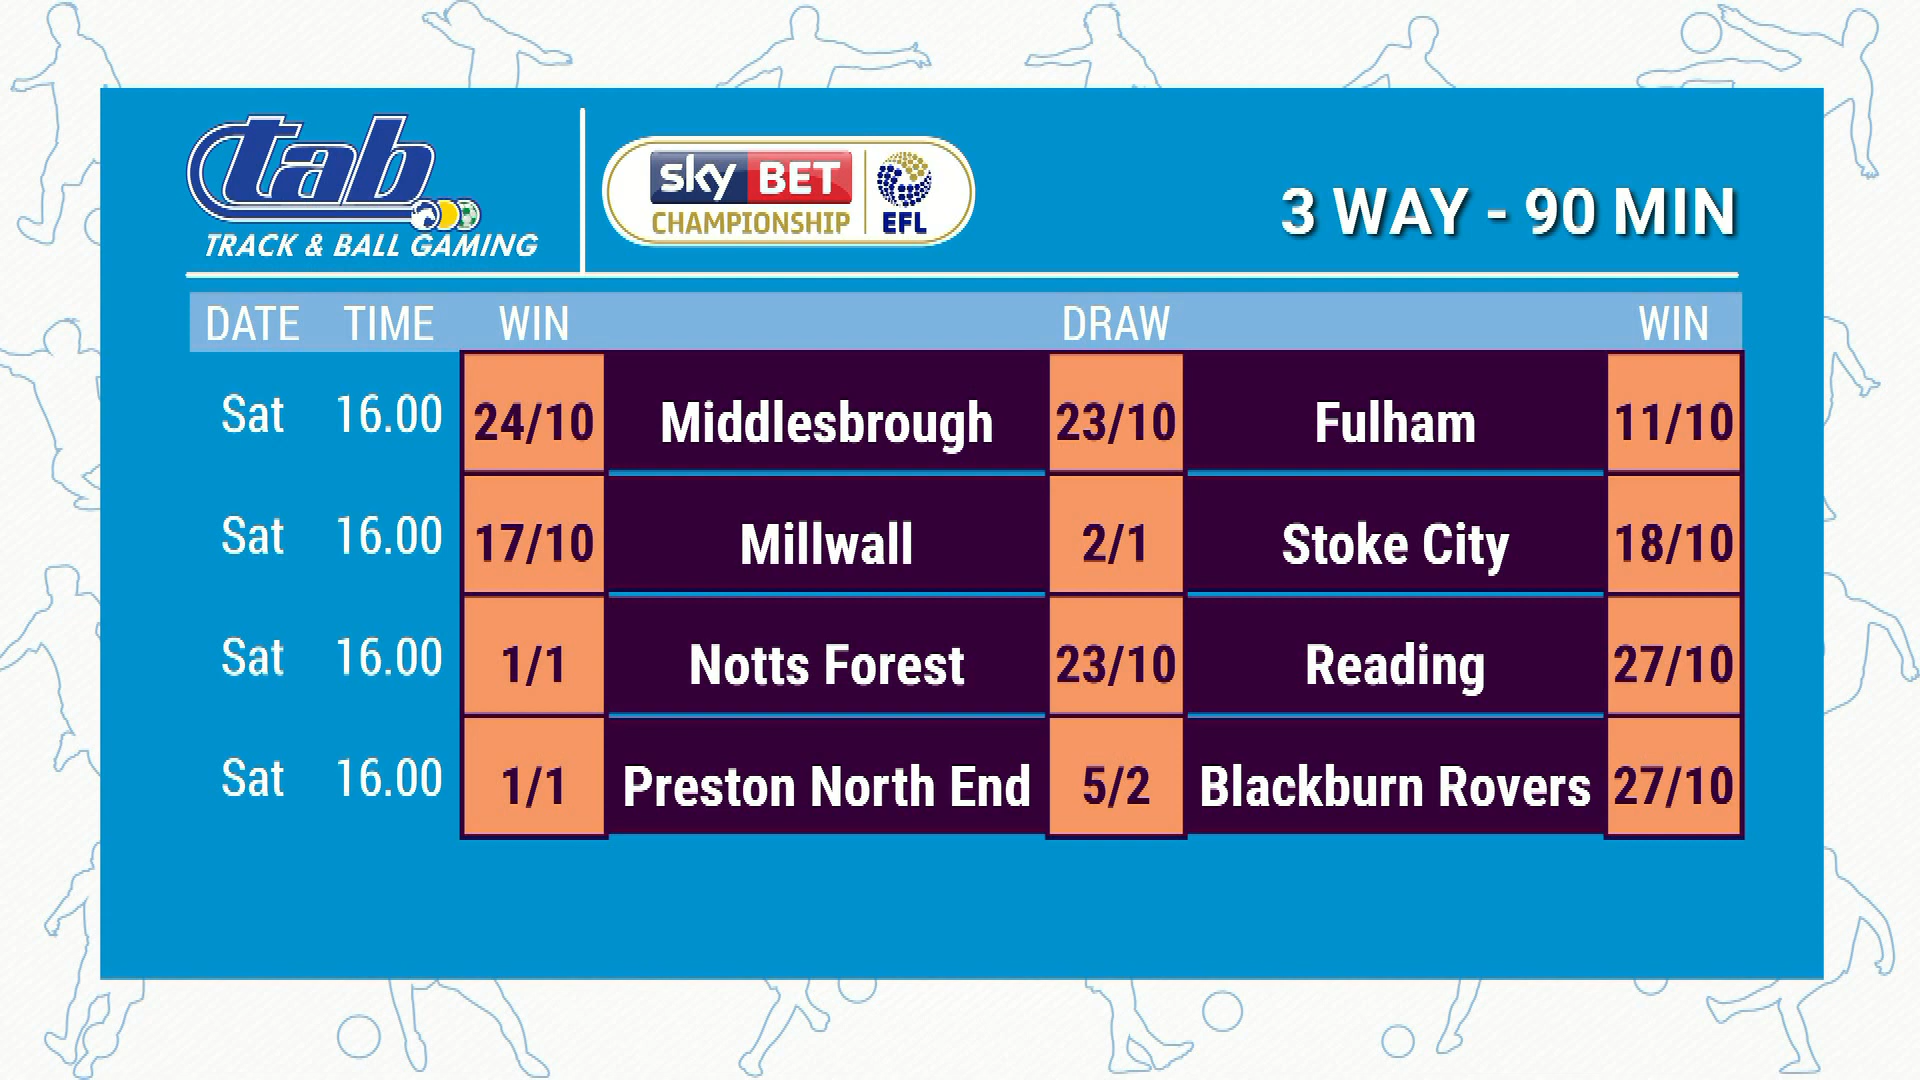 tab
TRACK & BALL GAMING
sky BET
CHAMPIONSHIP
EFL
3 WAY - 90 MIN
DATE TIME WIN DRAW WIN
Sat 16.00 24/10 Middlesbrough 23/10 Fulham 11/10
Sat 16.00 17/10 Millwall 2/1 Stoke City 18/10
Sat 16.00 1/1 Notts Forest 23/10 Reading 27/10
Sat 16.00 1/1 Preston North End 5/2 Blackburn Rovers 27/10